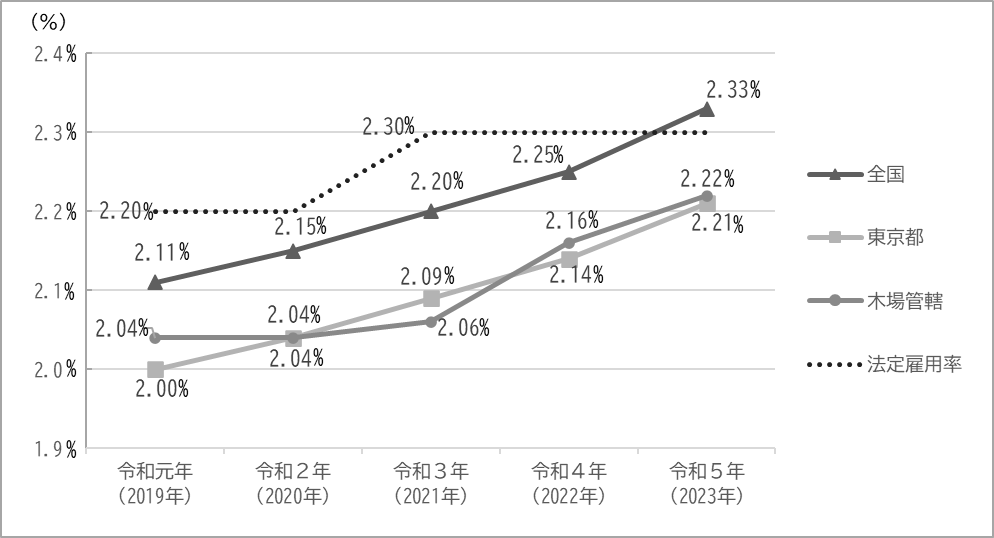 (%)
2.4%
2.33%
2.3%
2.30%
2.25%
2.20%
2.22%
2.2%
2.20%
2.15%
2.16%
2.21%
2.11%
2.09%
2.14%
2.1%
2.04%
2.04%
2.06%
2.04%
2.0%
2.00%
1.9%
全国
東京都
木場管轄
法定雇用率
令和元年
（2019年）
令和２年
（2020年）
令和３年
（2021年）
令和４年
（2022年）
令和５年
（2023年）